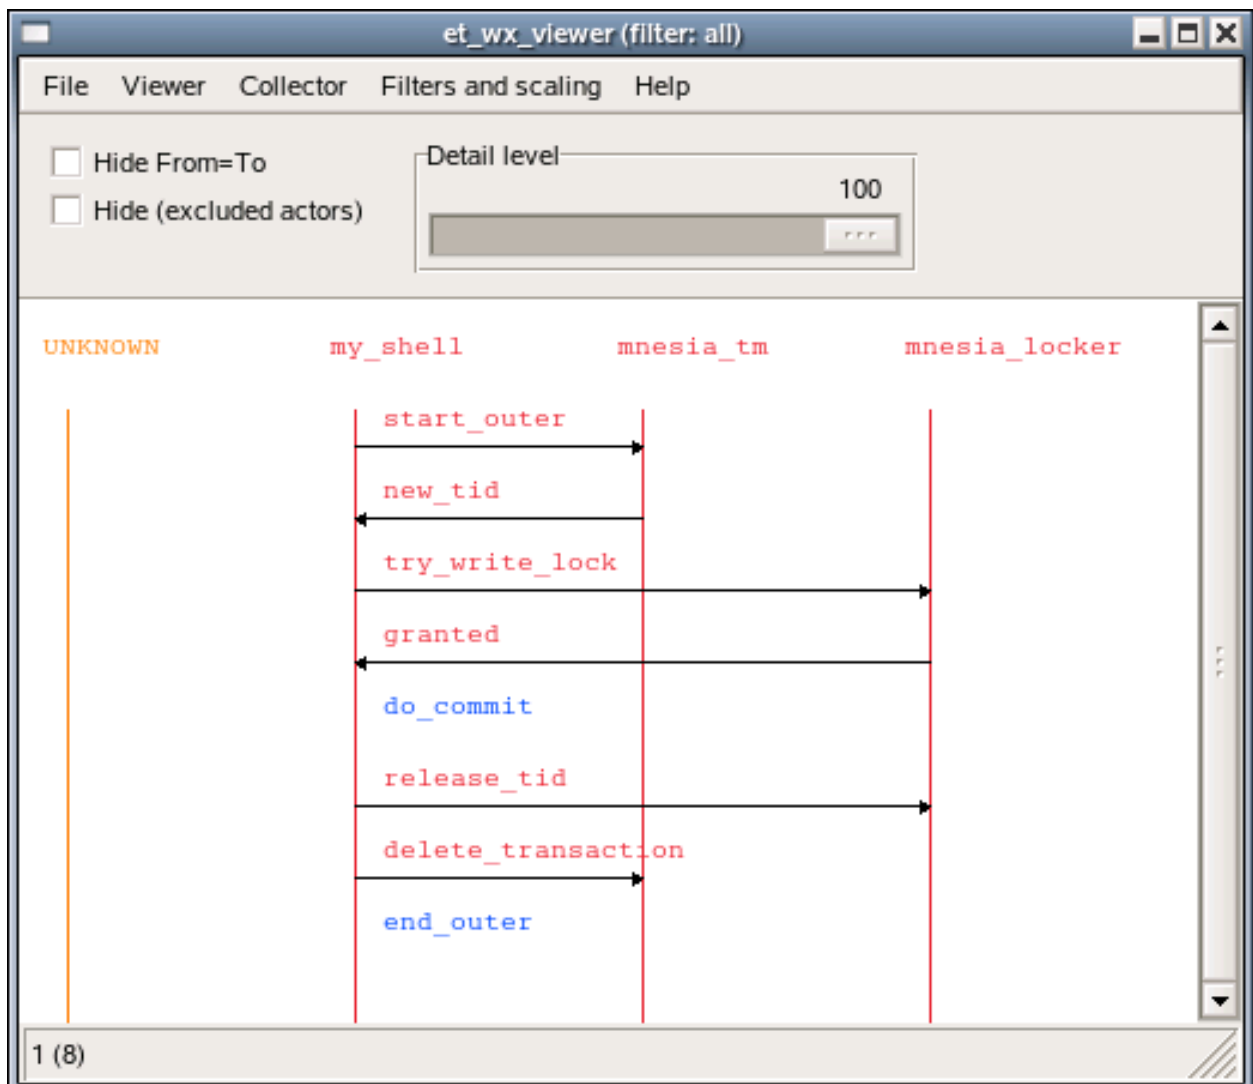 et_wx_viewer (filter: all)
File Viewer Collector Filters and scaling Help
Hide From=To
Hide (excluded actors)
Detail level
100
UNKNOWN my_shell mnesia_tm mnesia_locker
start_outer
new_tid
try_write_lock
granted
do_commit
release_tid
delete_transaction
end_outer
1 (8)